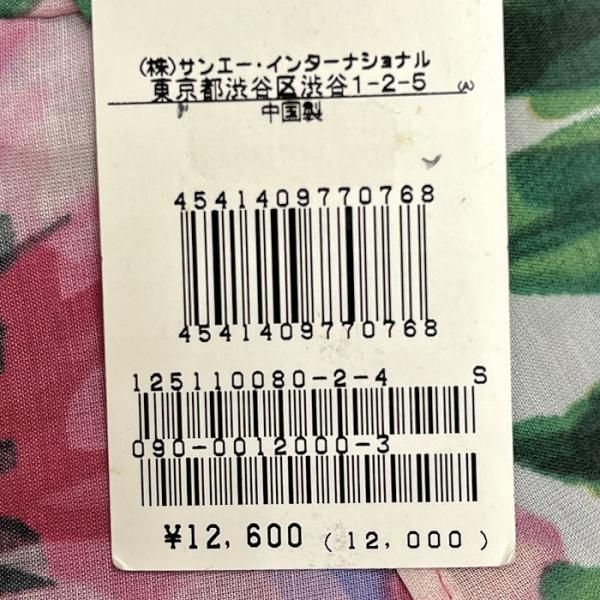 (株)サンエー・インターナショナル
東京都渋谷区渋谷1-2-5 (A)
中国製
4541409770768
4541409770768
125110080-2-4 S
090-0012000-3
¥12,600 (12,000)